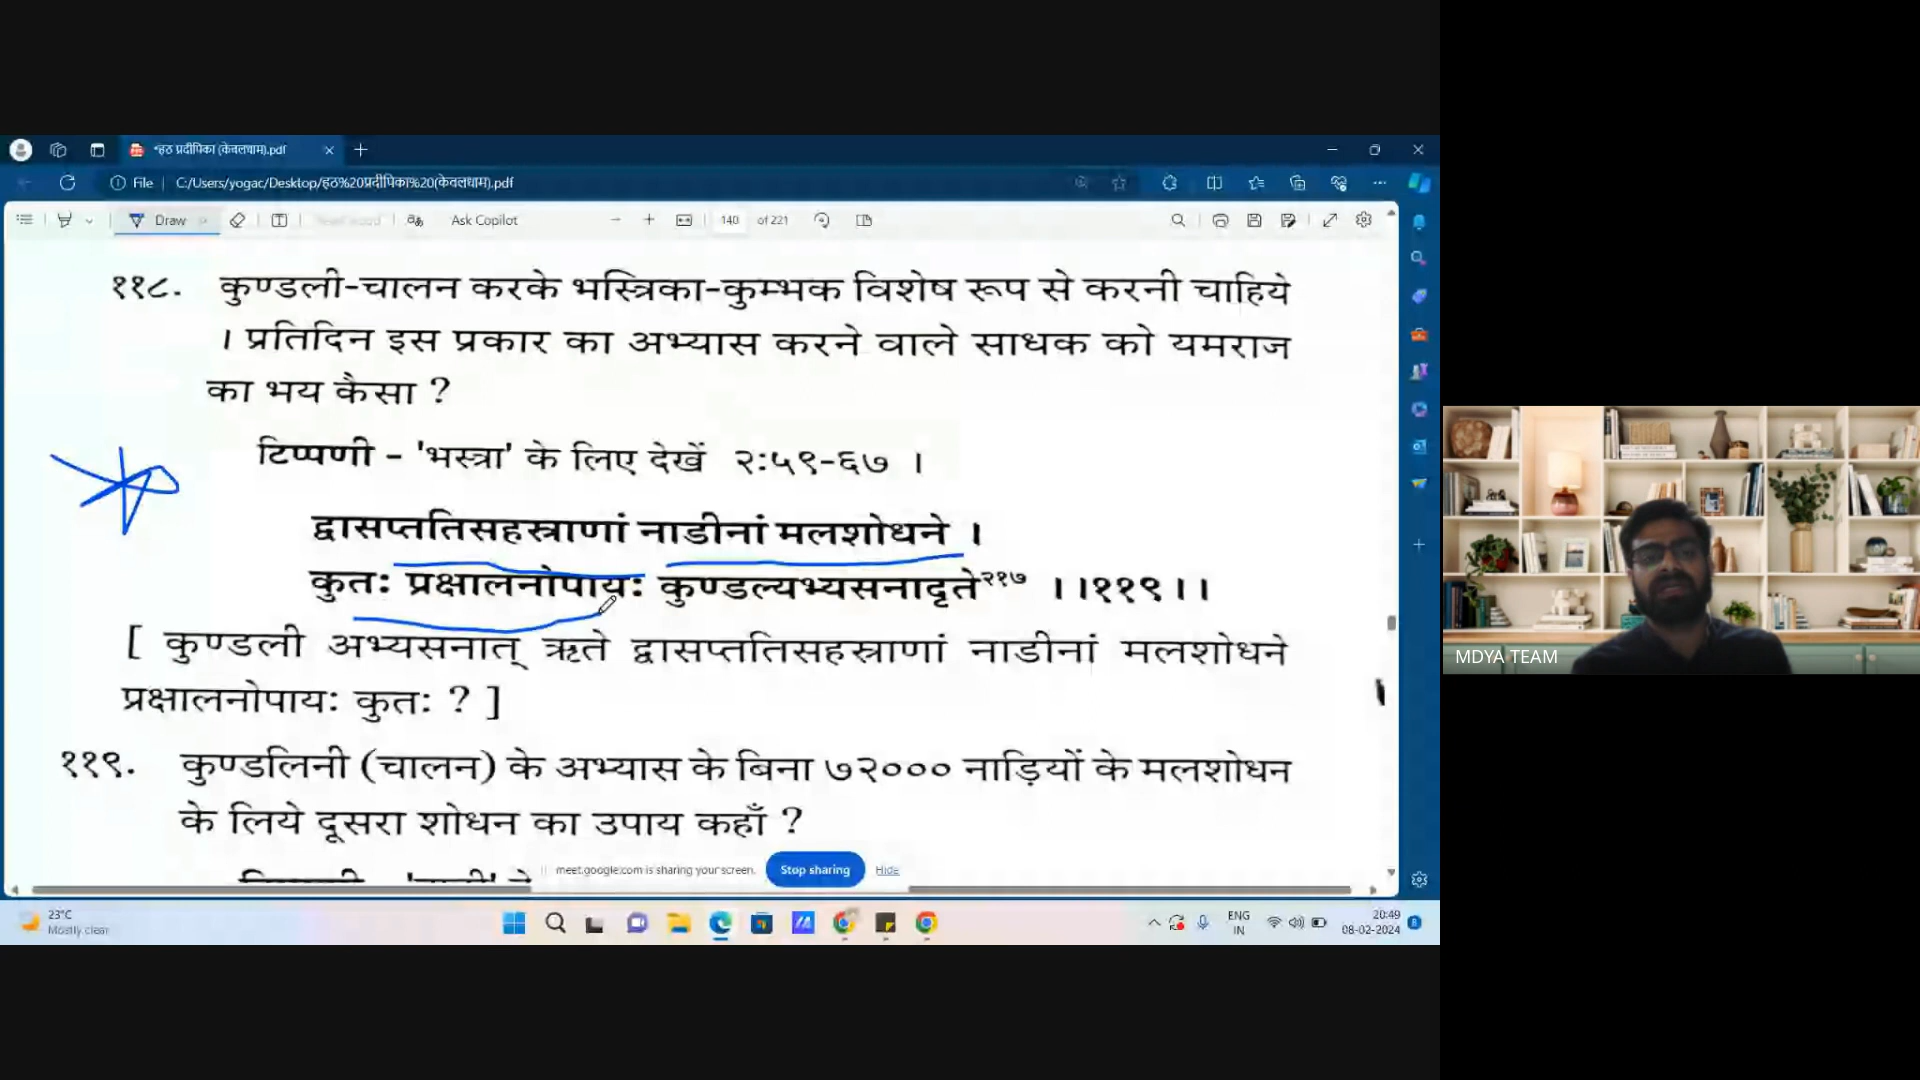 *हठ प्रदीपिका (केवलधाम).pdf
File
C:/Users/yogac/Desktop/हठ%20प्रदीपिका%20(केवलधाम).pdf
Draw
Ask Copilot
140 of 221
११८. कुण्डली-चालन करके भस्त्रिका-कुम्भक विशेष रूप से करनी चाहिये
। प्रतिदिन इस प्रकार का अभ्यास करने वाले साधक को यमराज
का भय कैसा ?
टिप्पणी - 'भस्त्रा' के लिए देखें २:५९-६७ ।
द्वासप्ततिसहस्त्राणां नाडीनां मलशोधने ।
कुतः प्रक्षालनोपायः कुण्डल्यभ्यसनादृते२१७ ।।११९।।
[ कुण्डली अभ्यसनात् ऋते द्वासप्ततिसहस्त्राणां नाडीनां मलशोधने
प्रक्षालनोपायः कुतः ? ]
११९. कुण्डलिनी (चालन) के अभ्यास के बिना ७२००० नाड़ियों के मलशोधन
के लिये दूसरा शोधन का उपाय कहाँ ?
meet.google.com is sharing your screen.
Stop sharing
Hide
MDYA TEAM
23°C
Mostly clear
ENG
IN
20:49
08-02-2024